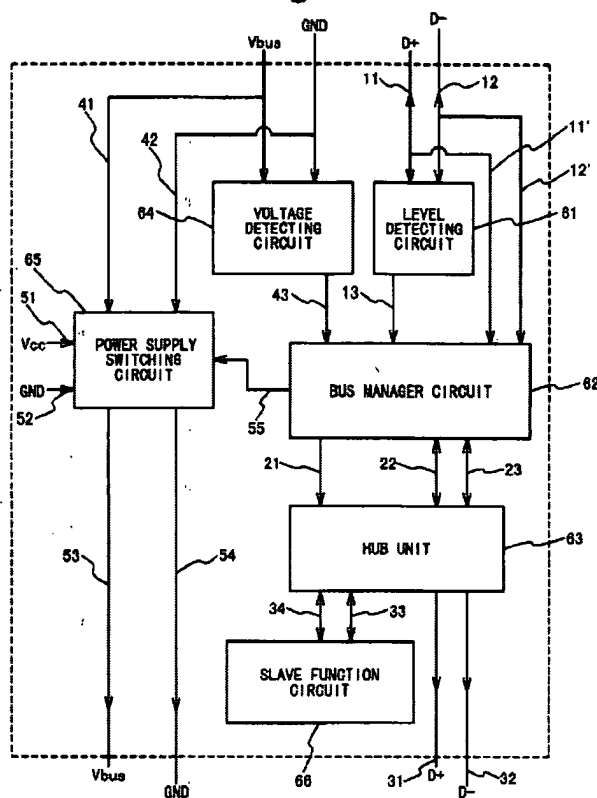 D-
GND
D+
Vbus
11
12
11'
41
42
12'
64
VOLTAGE
DETECTING
CIRCUIT
LEVEL
DETECTING
CIRCUIT
61
65
43
13
51
Vcc
POWER SUPPLY
SWITCHING
CIRCUIT
BUS MANAGER CIRCUIT
62
GND
52
55
21
22
23
53
54
HUB UNIT
63
34
33
SLAVE FUNCTION
CIRCUIT
Vbus
GND
66
31
D+
D-
32